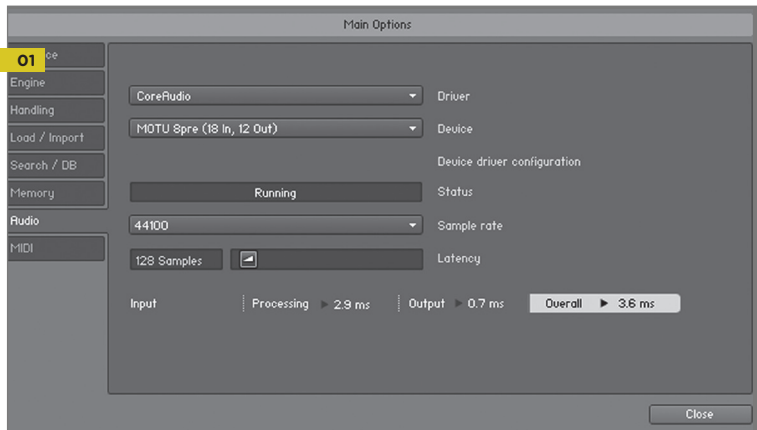 Main Options
01
ce
Engine
Handling
Load / Import
Search / DB
Memory
Audio
MIDI
CoreAudio Driver
MOTU 8pre (18 In, 12 Out) Device
Device driver configuration
Running Status
44100 Sample rate
128 Samples Latency
Input Processing 2.9 ms Output 0.7 ms Overall 3.6 ms
Close